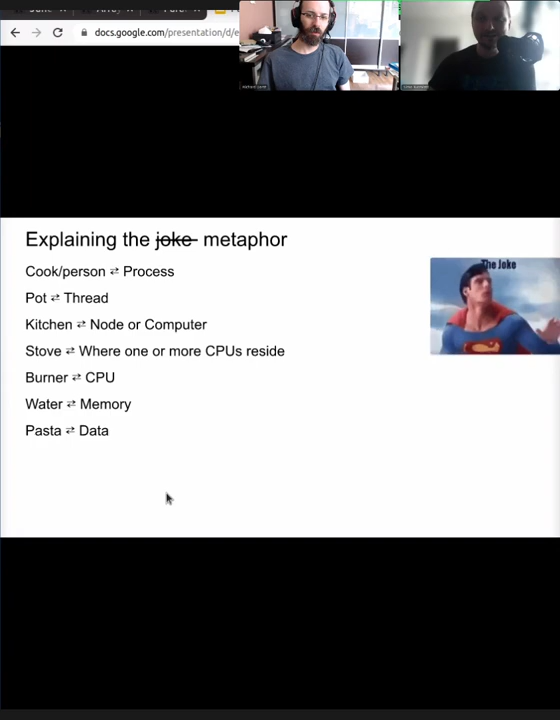 docs.google.com/presentation/d/e
Explaining the joke metaphor
The Joke
Cook/person ⇄ Process
Pot ⇄ Thread
Kitchen ⇄ Node or Computer
Stove ⇄ Where one or more CPUs reside
Burner ⇄ CPU
Water ⇄ Memory
Pasta ⇄ Data